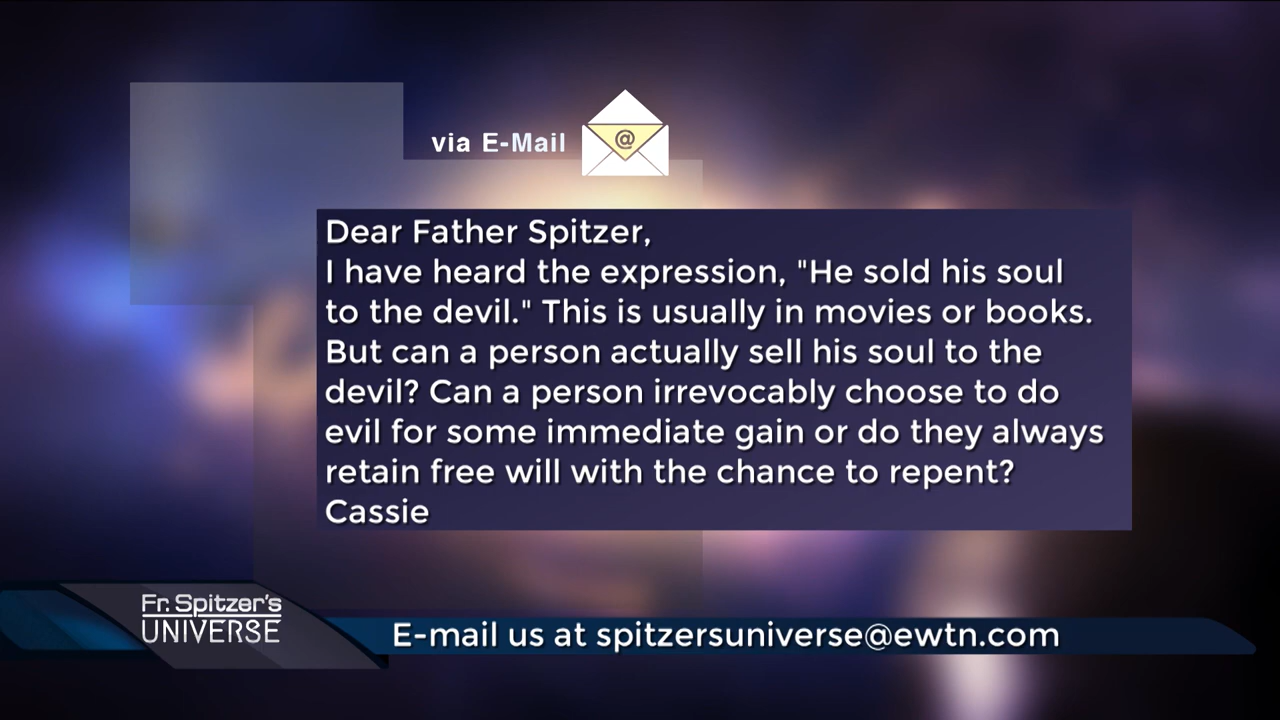 via E-Mail
@
Dear Father Spitzer,
I have heard the expression, "He sold his soul
to the devil." This is usually in movies or books.
But can a person actually sell his soul to the
devil? Can a person irrevocably choose to do
evil for some immediate gain or do they always
retain free will with the chance to repent?
Cassie
Fr. Spitzer's
UNIVERSE
E-mail us at spitzersuniverse@ewtn.com